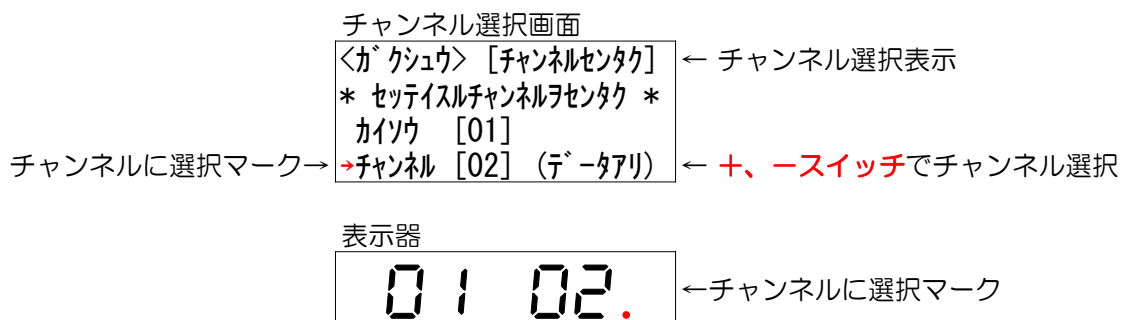 チャンネル選択画面
<ガクシュウ> [チャンネルセンタク] ← チャンネル選択表示
* セッテイスルチャンネルヲセンタク *
カイソウ [01]
チャンネルに選択マーク→ →チャンネル [02] (データアリ) ← +、-スイッチでチャンネル選択
表示器
01 02. ←チャンネルに選択マーク